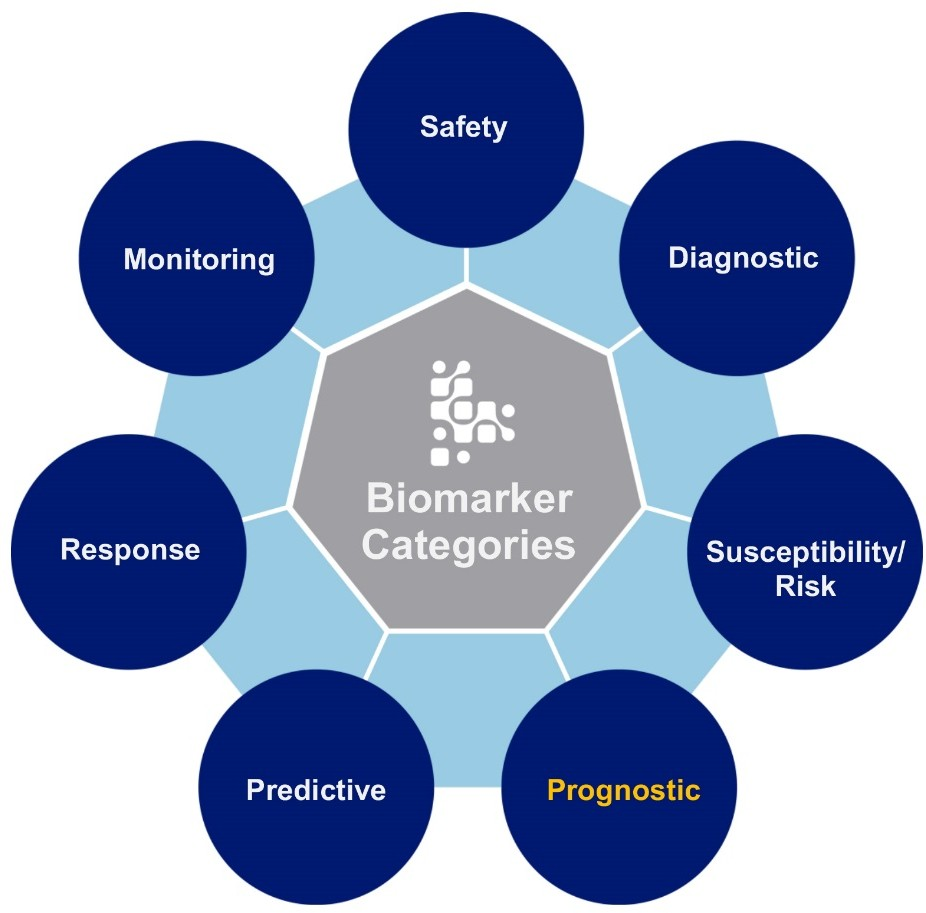 Safety
Diagnostic
Susceptibility/
Risk
Prognostic
Predictive
Response
Monitoring
Biomarker
Categories